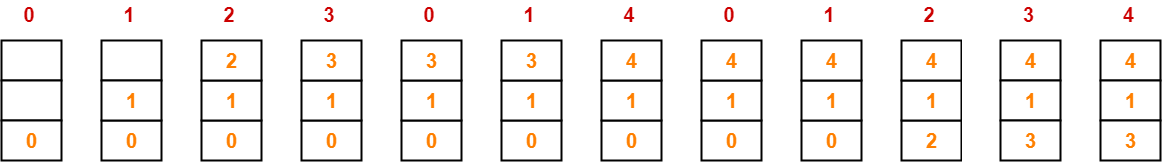 0 1 2 3 0 1 4 0 1 2 3 4
2 3 3 3 4 4 4 4 4 4
1 1 1 1 1 1 1 1 1 1 1
0 0 0 0 0 0 0 0 0 2 3 3